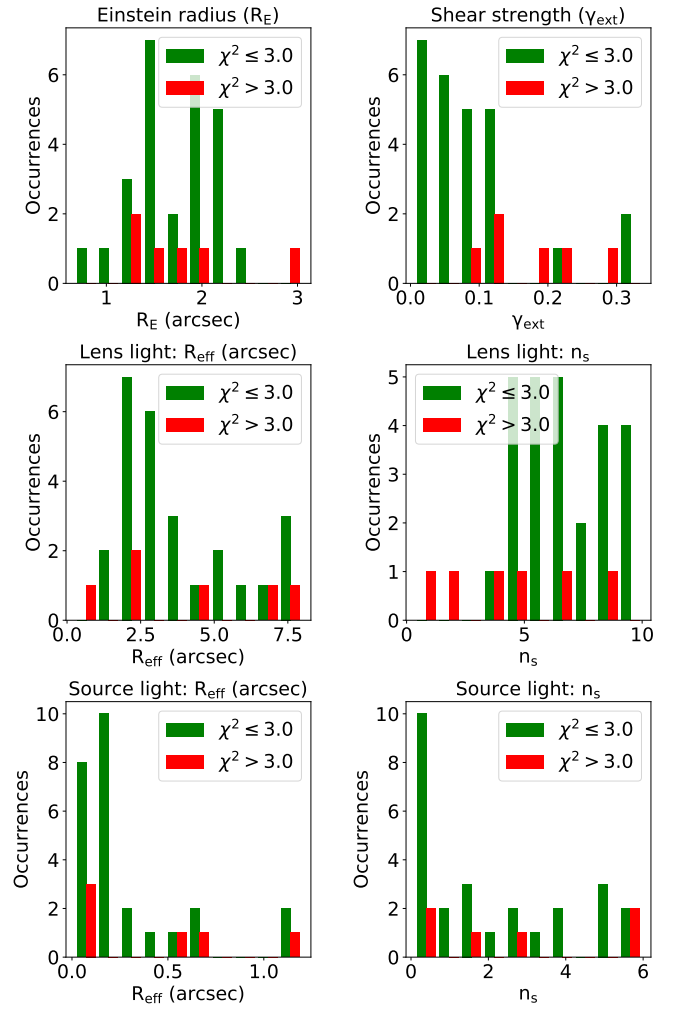 Einstein radius (R_E)
χ² ≤ 3.0
χ² > 3.0
Occurrences
6
4
2
0
1
2
3
R_E (arcsec)
Shear strength (γ_ext)
χ² ≤ 3.0
χ² > 3.0
Occurrences
6
4
2
0
0.0
0.1
0.2
0.3
γ_ext
Lens light: R_eff (arcsec)
χ² ≤ 3.0
χ² > 3.0
Occurrences
6
4
2
0
0.0
2.5
5.0
7.5
R_eff (arcsec)
Lens light: n_s
χ² ≤ 3.0
χ² > 3.0
Occurrences
5
4
3
2
1
0
0
5
10
n_s
Source light: R_eff (arcsec)
χ² ≤ 3.0
χ² > 3.0
Occurrences
10
8
6
4
2
0
0.0
0.5
1.0
R_eff (arcsec)
Source light: n_s
χ² ≤ 3.0
χ² > 3.0
Occurrences
10
8
6
4
2
0
0
2
4
6
n_s